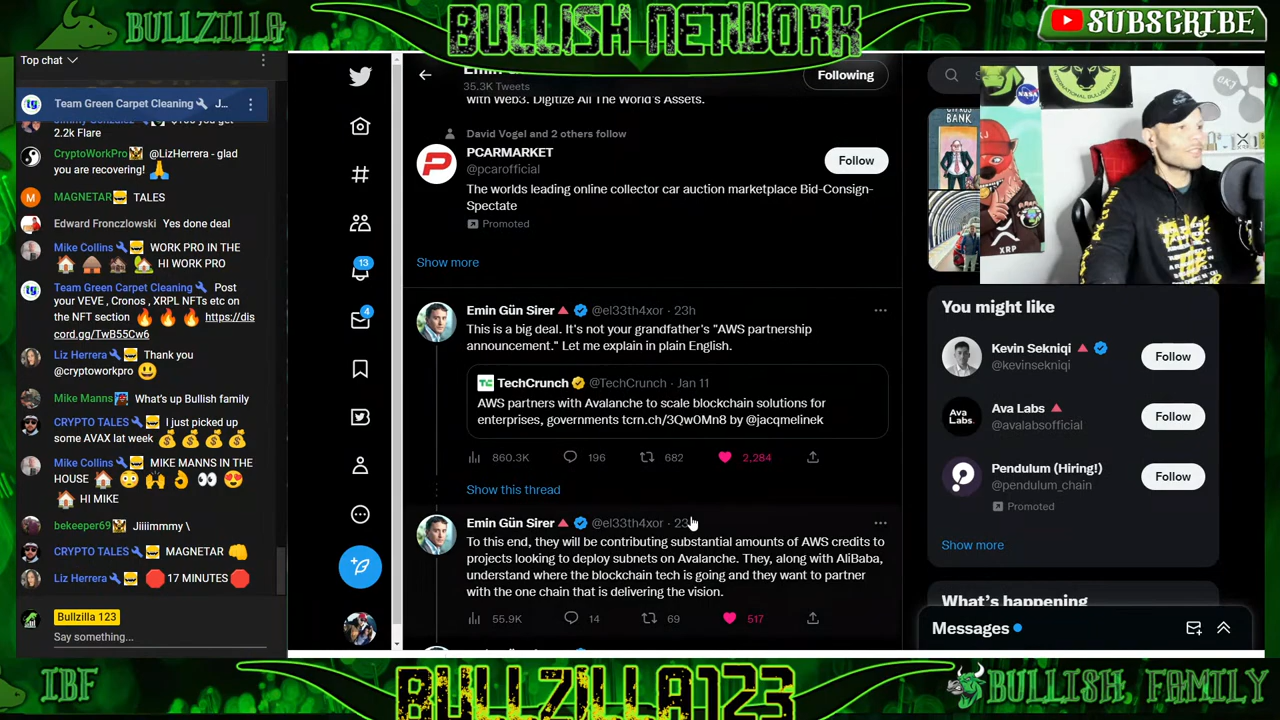 BULLZILLA
BULLISH NETWORK
SUBSCRIBE
Top chat
Team Green Carpet Cleaning J...
2.2k Flare
CryptoWorkPro @LizHerrera - glad
you are recovering!
MAGNETAR TALES
Edward Fronczlowski Yes done deal
Mike Collins WORK PRO IN THE
HI WORK PRO
Team Green Carpet Cleaning Post
your VEVE , Cronos , XRPL NFTs etc on
the NFT section https://dis
cord.gg/TwB55Cw6
Liz Herrera Thank you
@cryptoworkpro
Mike Manns What's up Bullish family
CRYPTO TALES I just picked up
some AVAX lat week
Mike Collins MIKE MANNS IN THE
HOUSE
HI MIKE
bekeeper69 Jiiiimmmy \
CRYPTO TALES MAGNETAR
Liz Herrera 17 MINUTES
Bullzilla 123
Say something...
13
4
35.3K Tweets
Following
with Web3. Digitize All The World's Assets.
David Vogel and 2 others follow
PCARMARKET
@pcarofficial
Follow
The worlds leading online collector car auction marketplace Bid-Consign-
Spectate
Promoted
Show more
Emin Gün Sirer @el33th4xor · 23h
This is a big deal. It's not your grandfather's "AWS partnership
announcement." Let me explain in plain English.
TechCrunch @TechCrunch · Jan 11
AWS partners with Avalanche to scale blockchain solutions for
enterprises, governments tcrn.ch/3Qw0Mn8 by @jacqmelinek
860.3K 196 682 2,284
Show this thread
Emin Gün Sirer @el33th4xor · 23
To this end, they will be contributing substantial amounts of AWS credits to
projects looking to deploy subnets on Avalanche. They, along with AliBaba,
understand where the blockchain tech is going and they want to partner
with the one chain that is delivering the vision.
55.9K 14 69 517
BANK
NASA
XRP
You might like
Kevin Sekniqi
@kevinsekniqi
Follow
Ava Labs
@avalabsofficial
Follow
Pendulum (Hiring!)
@pendulum_chain
Follow
Promoted
Show more
What's happening
Messages
IBF
BULLZILLA123
BULLISH FAMILY